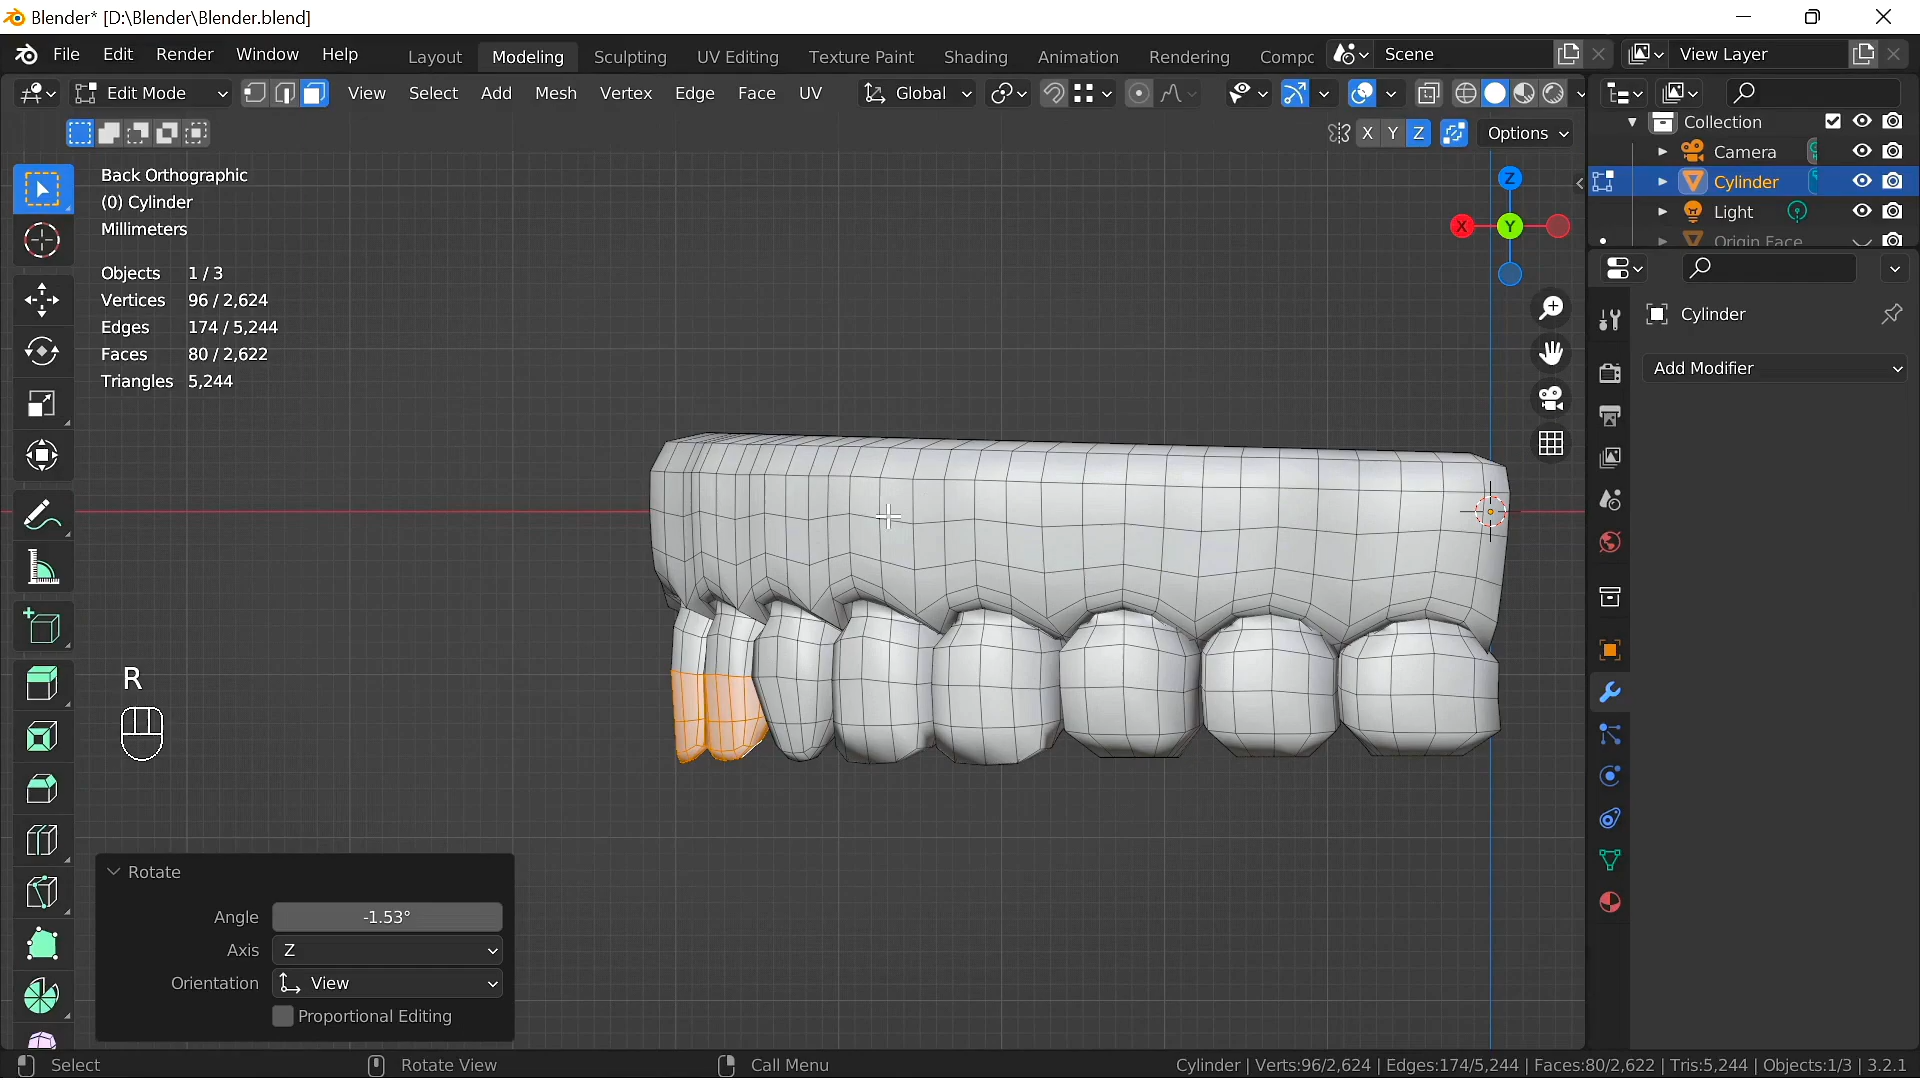 Blender* [D:\Blender\Blender.blend]
File Edit Render Window Help Layout Modeling Sculpting UV Editing Texture Paint Shading Animation Rendering Compc Scene View Layer
Edit Mode View Select Add Mesh Vertex Edge Face UV Global
X Y Z Options
Collection
Camera
Cylinder
Light
Origin Face
Back Orthographic
(0) Cylinder
Millimeters
Objects 1 / 3
Vertices 96 / 2,624
Edges 174 / 5,244
Faces 80 / 2,622
Triangles 5,244
Z
X Y
Cylinder
Add Modifier
R
Rotate
Angle -1.53°
Axis Z
Orientation View
Proportional Editing
Select Rotate View Call Menu Cylinder | Verts:96/2,624 | Edges:174/5,244 | Faces:80/2,622 | Tris:5,244 | Objects:1/3 | 3.2.1